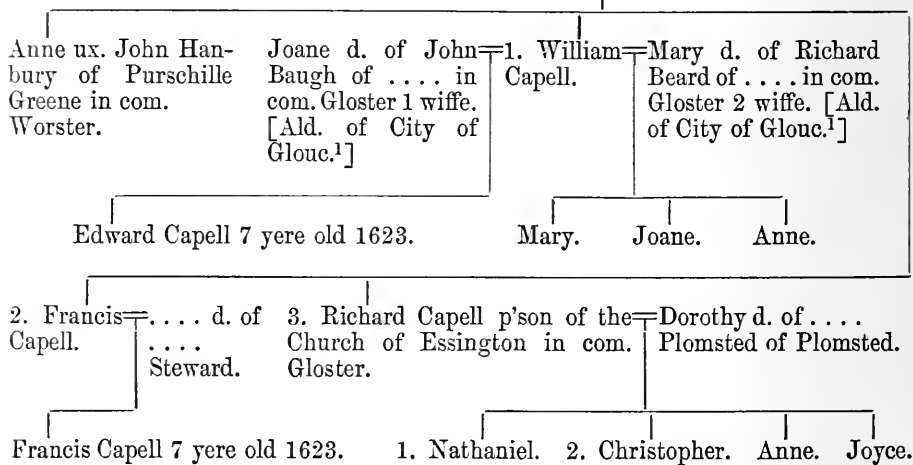 Anne ux. John Han-
bury of Purschille
Greene in com.
Worster.
Joane d. of John
Baugh of .... in
com. Gloster 1 wiffe.
[Ald. of City of
Glouc.¹]
1. William
Capell.
Mary d. of Richard
Beard of .... in com.
Gloster 2 wiffe. [Ald.
of City of Glouc.¹]
Edward Capell 7 yere old 1623.
Mary. Joane. Anne.
2. Francis
Capell.
.... d. of
....
Steward.
3. Richard Capell p'son of the
Church of Essington in com.
Gloster.
Dorothy d. of ....
Plomsted of Plomsted.
Francis Capell 7 yere old 1623.
1. Nathaniel. 2. Christopher. Anne. Joyce.